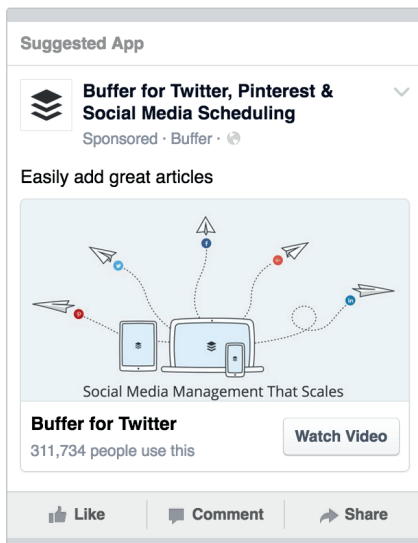 Suggested App
Buffer for Twitter, Pinterest &
Social Media Scheduling
Sponsored · Buffer ·
Easily add great articles
Social Media Management That Scales
Buffer for Twitter
311,734 people use this
Watch Video
Like Comment Share